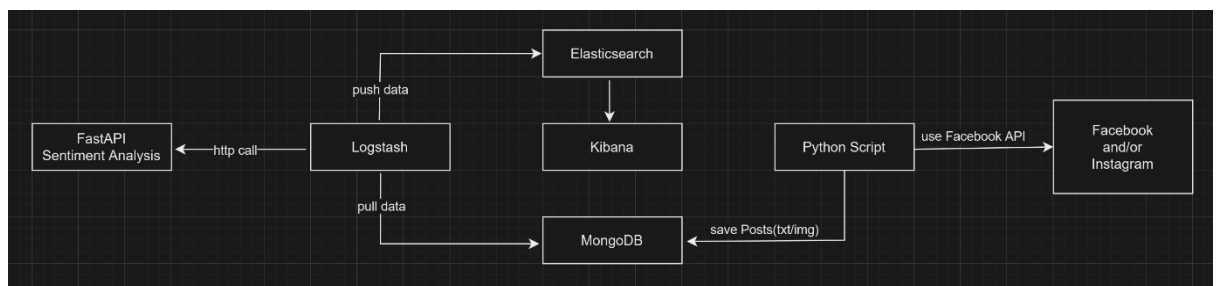 Elasticsearch
push data
FastAPI
Sentiment Analysis
http call
Logstash
Kibana
Python Script
use Facebook API
Facebook
and/or
Instagram
pull data
MongoDB
save Posts(txt/img)